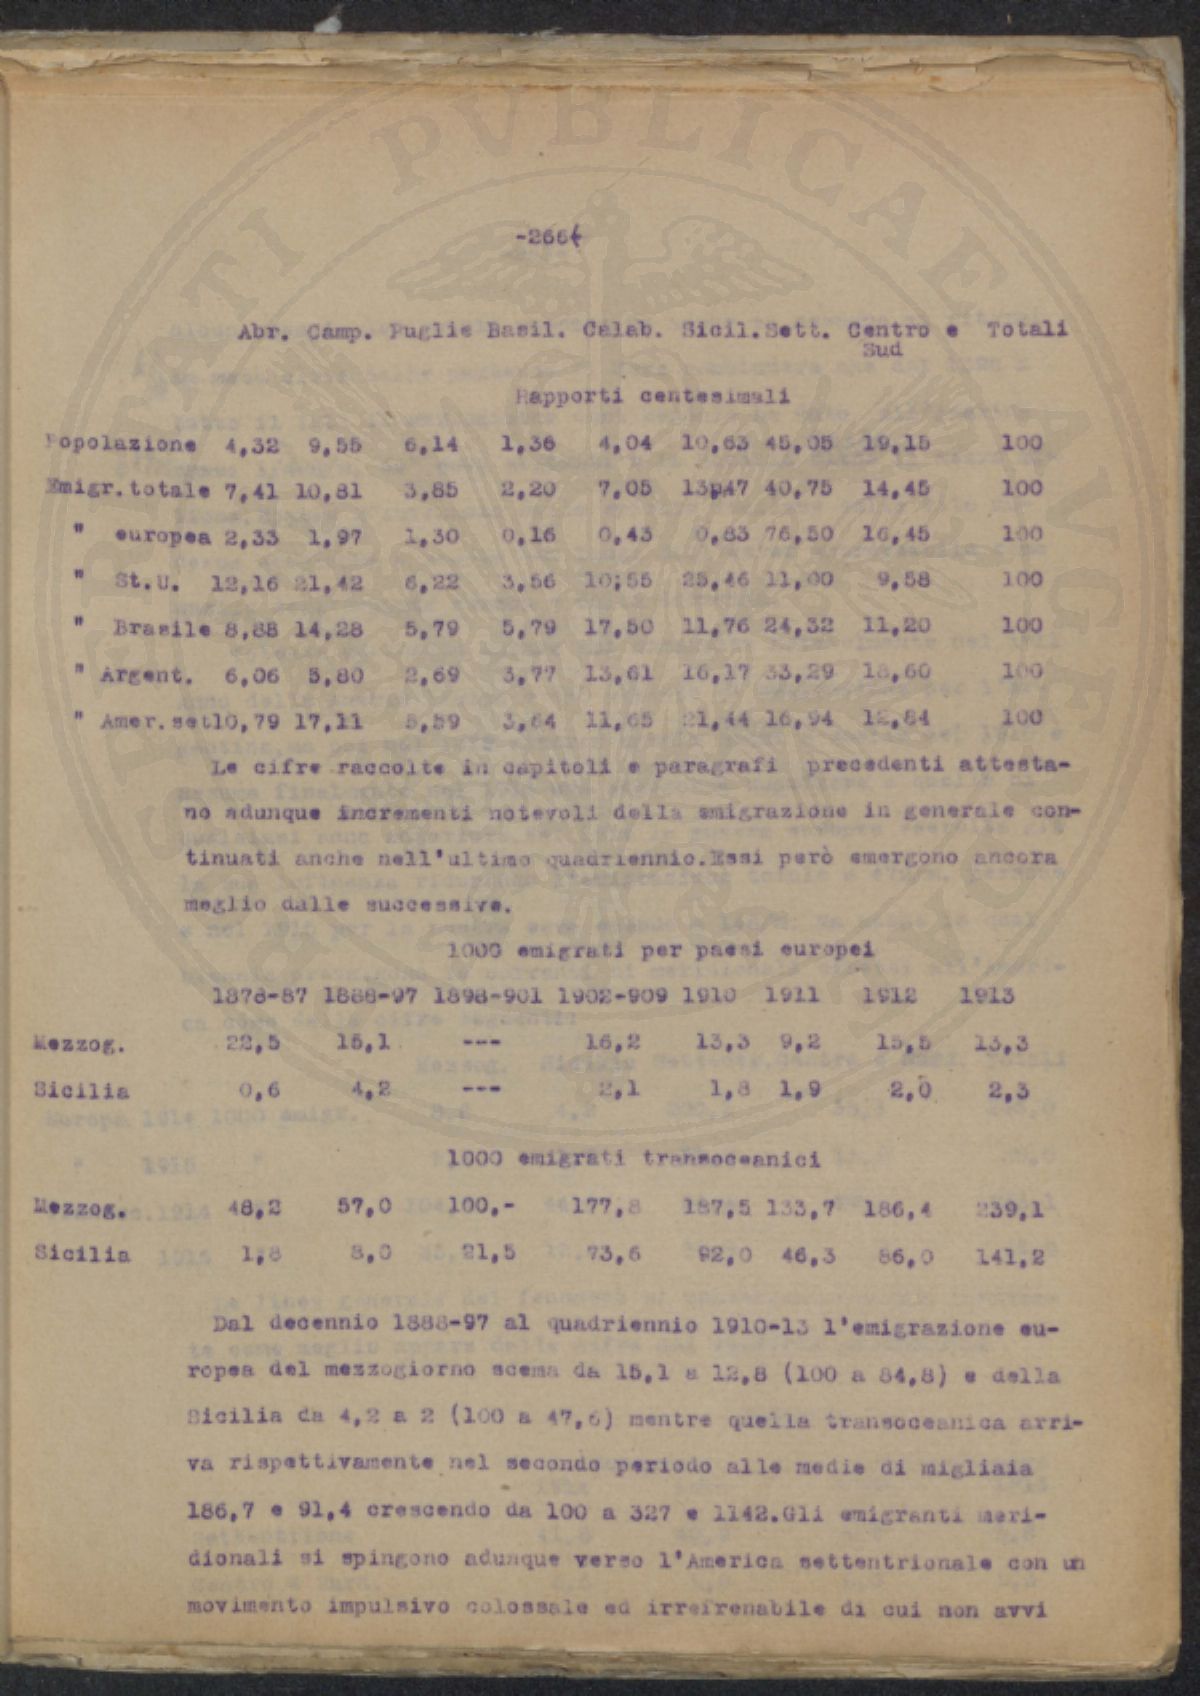 -266-
Abr. Camp. Puglie Basil. Calab. Sicil. Sett. Centro e Totali
Sud
Rapporti centesimali
Popolazione 4,32 9,55 6,14 1,36 4,04 10,63 45,05 19,15 100
Emigr.totale 7,41 10,81 3,85 2,20 7,05 13,47 40,75 14,45 100
" europea 2,33 1,97 1,30 0,16 0,43 0,83 76,50 16,45 100
" St.U. 12,16 21,42 6,22 3,56 10;55 25,46 11,00 9,58 100
" Brasile 8,88 14,28 5,79 5,79 17,50 11,76 24,32 11,20 100
" Argent. 6,06 5,80 2,69 3,77 13,61 16,17 33,29 18,60 100
" Amer.set10,79 17,11 5,59 3,64 11,65 21,44 16,94 12,84 100
Le cifre raccolte in capitoli e paragrafi precedenti attesta-
no adunque incrementi notevoli della emigrazione in generale con-
tinuati anche nell'ultimo quadriennio.Essi però emergono ancora
meglio dalle successive.
1000 emigrati per paesi europei
1878-87 1888-97 1898-901 1902-909 1910 1911 1912 1913
Mezzog. 22,5 15,1 --- 16,2 13,3 9,2 15,5 13,3
Sicilia 0,6 4,2 --- 2,1 1,8 1,9 2,0 2,3
1000 emigrati transoceanici
Mezzog. 48,2 57,0 100,- 177,8 187,5 133,7 186,4 239,1
Sicilia 1,8 8,0 21,5 73,6 92,0 46,3 86,0 141,2
Dal decennio 1888-97 al quadriennio 1910-13 l'emigrazione eu-
ropea del mezzogiorno scema da 15,1 a 12,8 (100 a 84,8) e della
Sicilia da 4,2 a 2 (100 a 47,6) mentre quella transoceanica arri-
va rispettivamente nel secondo periodo alle medie di migliaia
186,7 e 91,4 crescendo da 100 a 327 e 1142.Gli emigranti meri-
dionali si spingono adunque verso l'America settentrionale con un
movimento impulsivo colossale ed irrefrenabile di cui non avvi